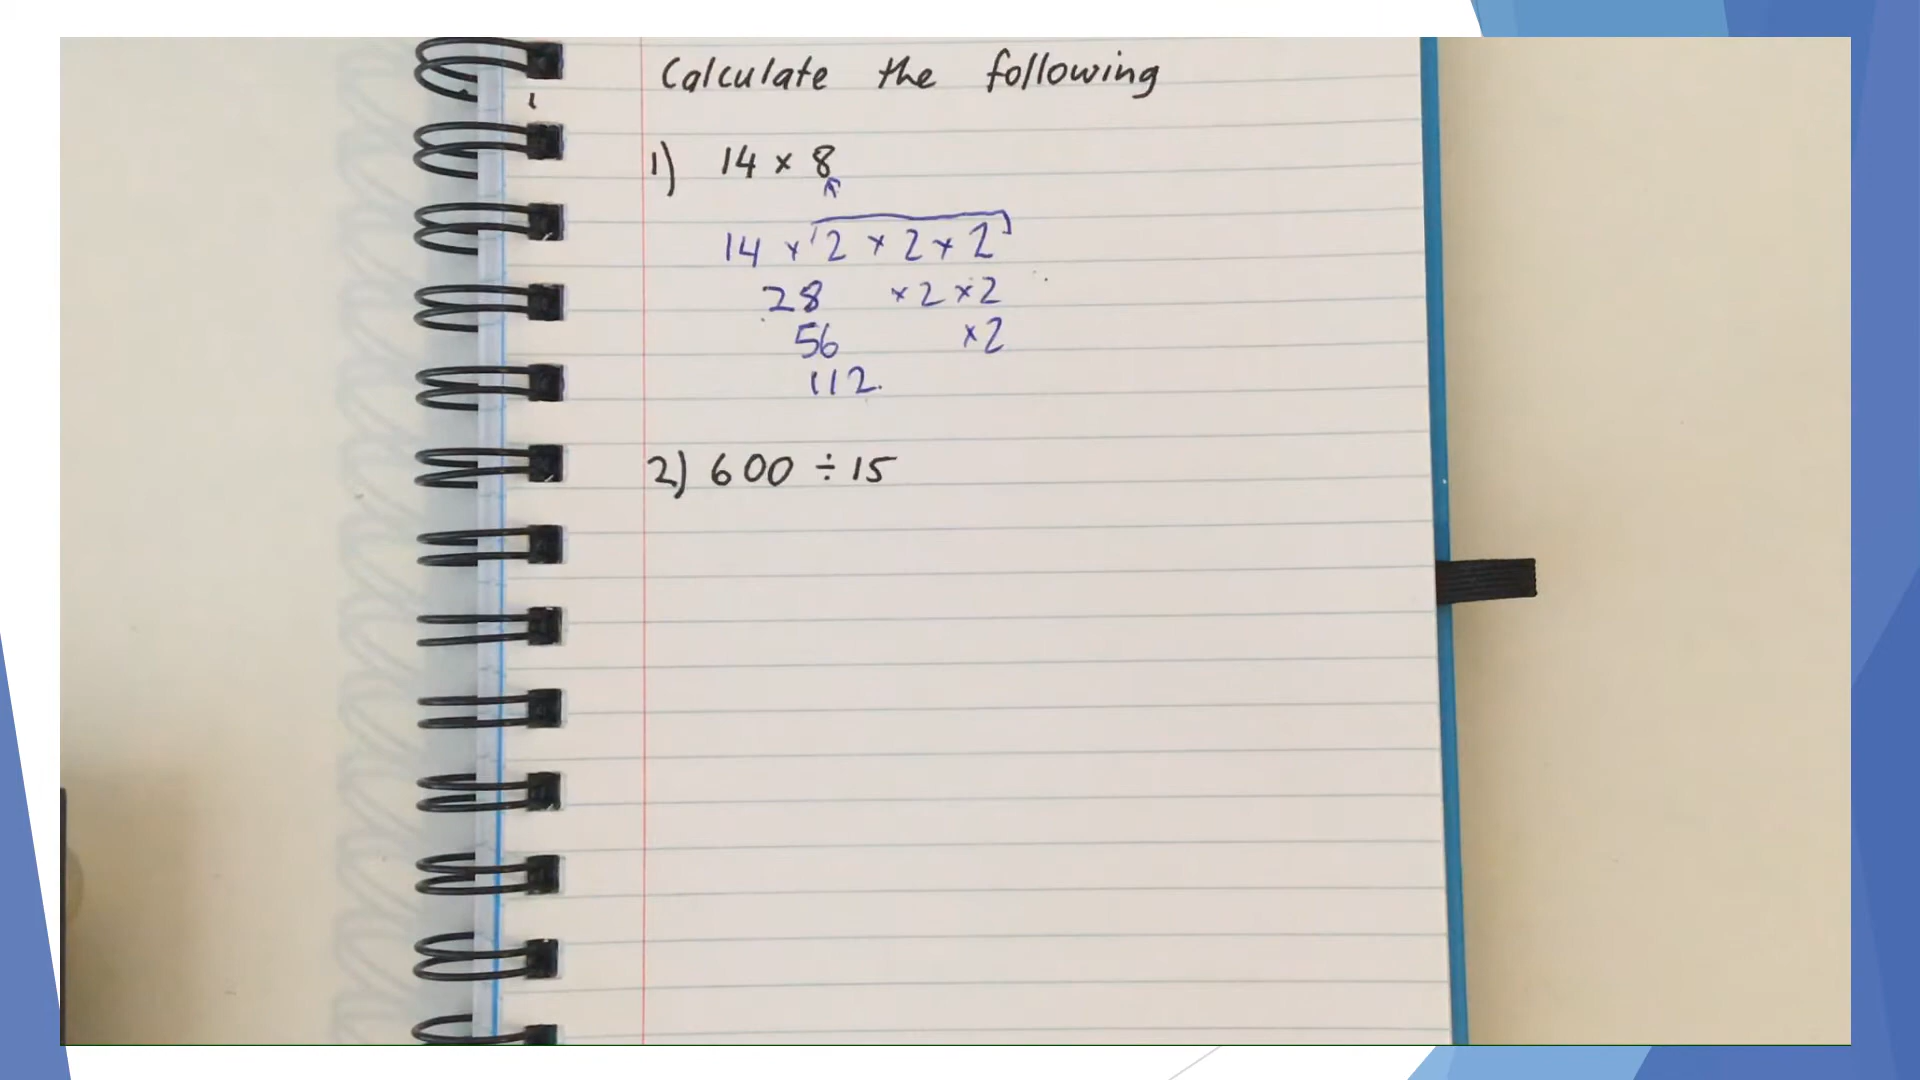 Calculate the following
1) 14 × 8
14 × 2 × 2 × 2
28 × 2 × 2
56 × 2
112.
2) 600 ÷ 15